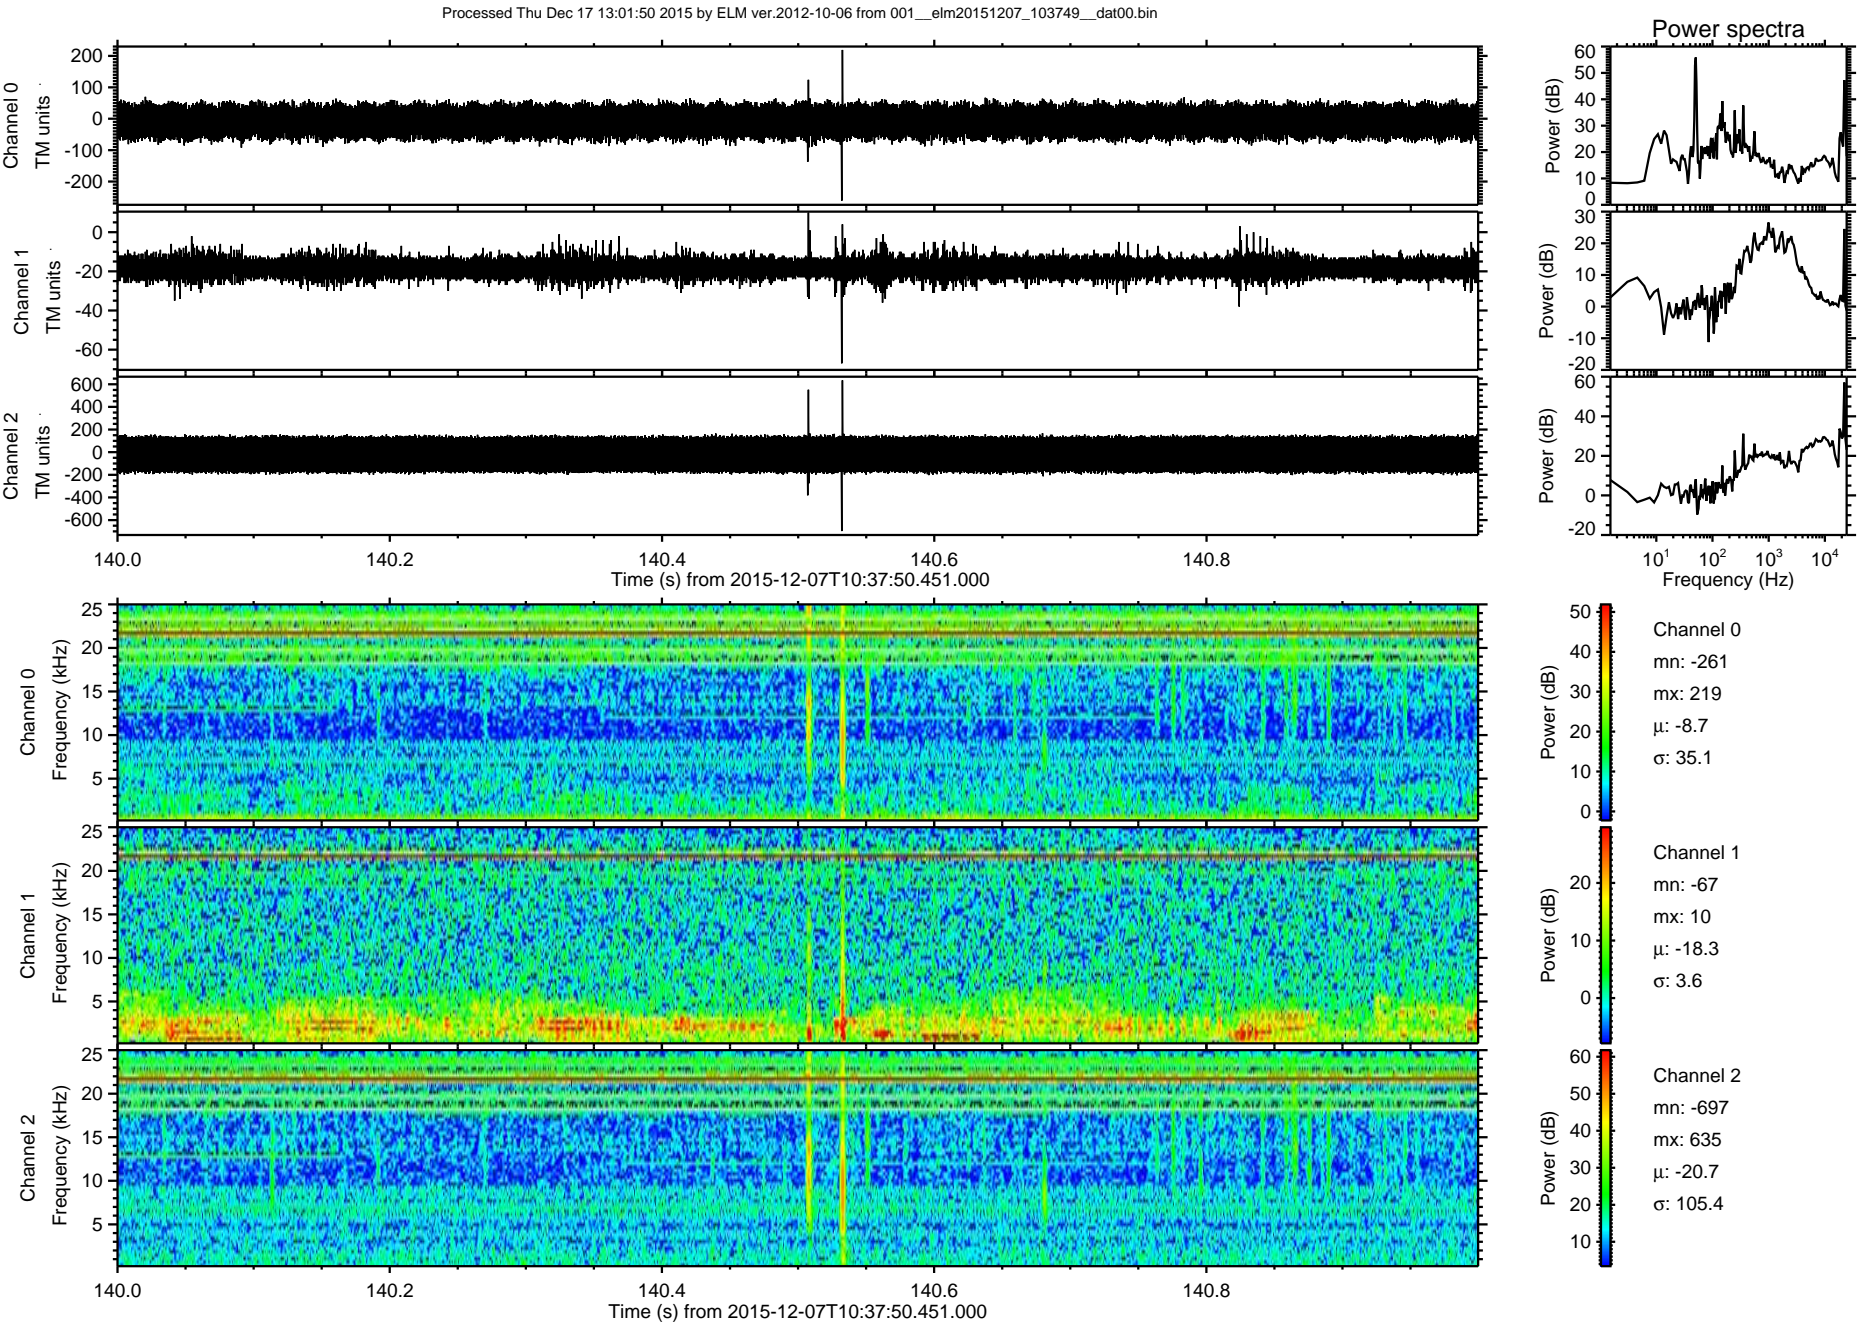 Processed Thu Dec 17 13:01:50 2015 by ELM ver.2012-10-06 from 001__elm20151207_103749__dat00.bin
Power spectra
Channel 0
TM units
200
100
0
-100
-200
Power (dB)
60
50
40
30
20
10
0
Channel 1
TM units
0
-20
-40
-60
Power (dB)
30
20
10
0
-10
-20
Channel 2
TM units
600
400
200
0
-200
-400
-600
Power (dB)
60
40
20
0
-20
140.0 140.2 140.4 140.6 140.8
Time (s) from 2015-12-07T10:37:50.451.000
10¹ 10² 10³ 10⁴
Frequency (Hz)
Channel 0
Frequency (kHz)
25
20
15
10
5
Power (dB)
50
40
30
20
10
0
Channel 0
mn: -261
mx: 219
µ: -8.7
σ: 35.1
Channel 1
Frequency (kHz)
25
20
15
10
5
Power (dB)
20
10
0
Channel 1
mn: -67
mx: 10
µ: -18.3
σ: 3.6
Channel 2
Frequency (kHz)
25
20
15
10
5
Power (dB)
60
50
40
30
20
10
Channel 2
mn: -697
mx: 635
µ: -20.7
σ: 105.4
140.0 140.2 140.4 140.6 140.8
Time (s) from 2015-12-07T10:37:50.451.000